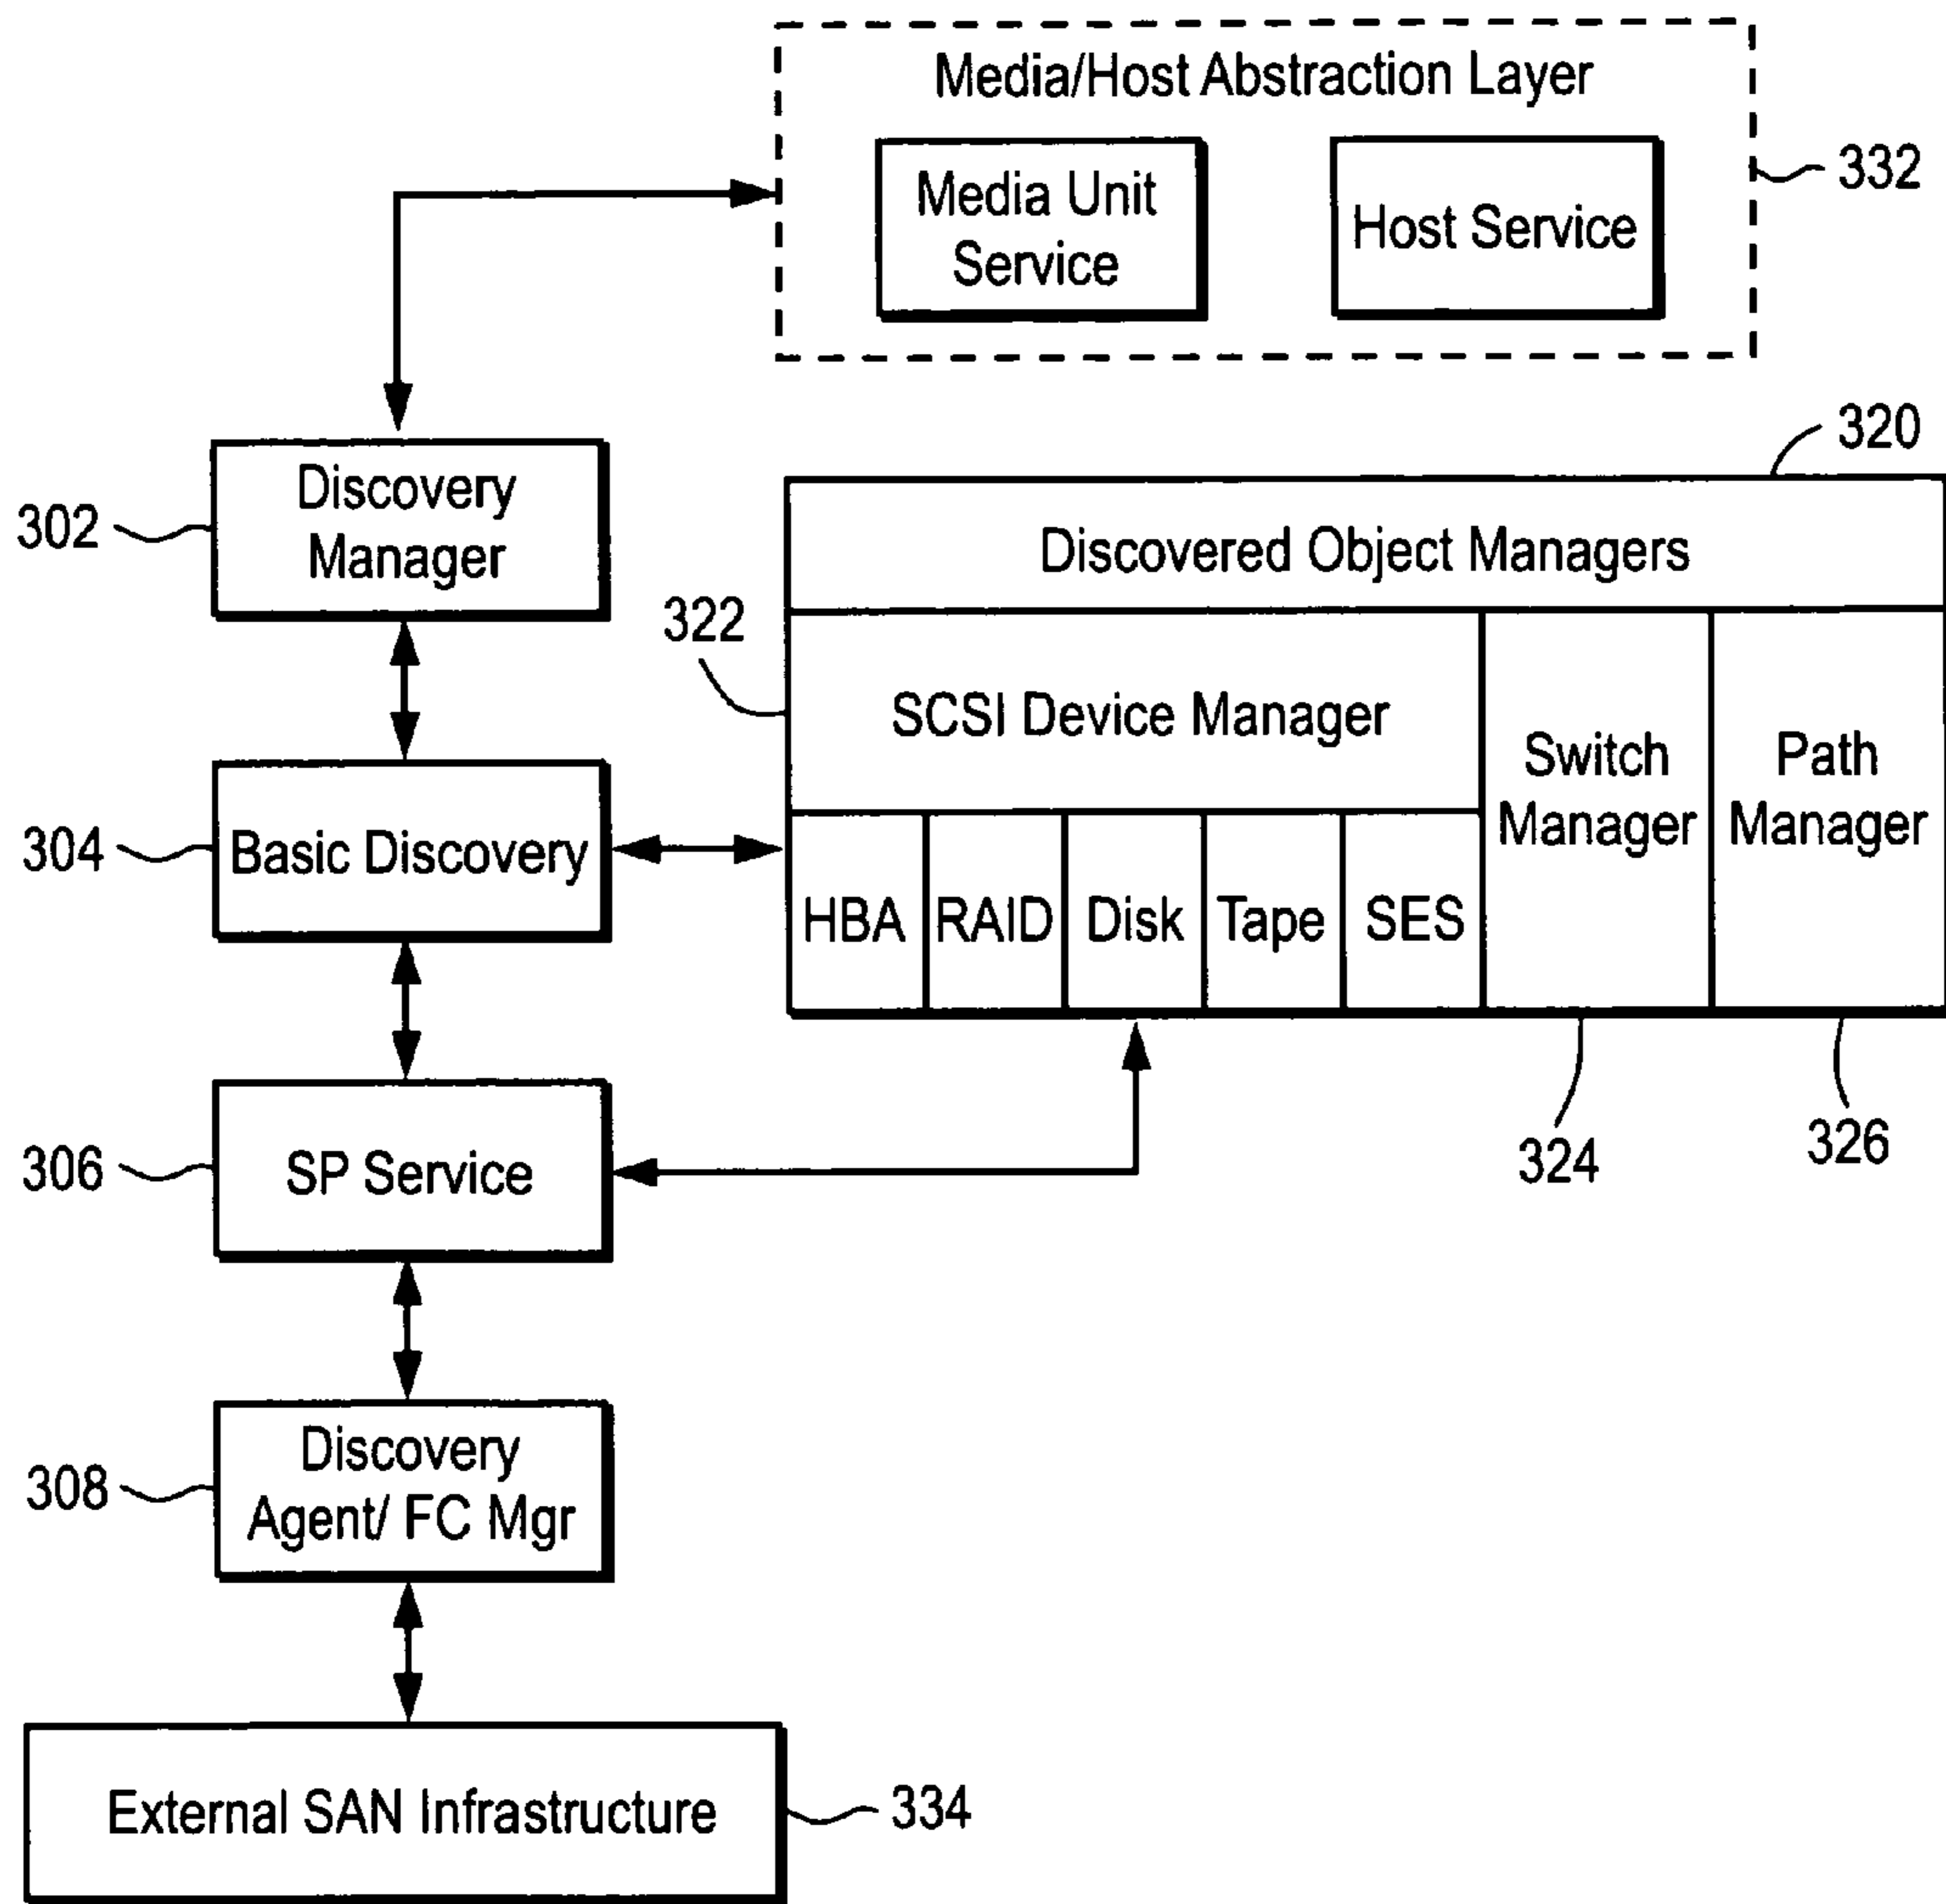 Media/Host Abstraction Layer
Media Unit
Service
Host Service
332
Discovery
Manager
302
320
Discovered Object Managers
322
SCSI Device Manager
Switch
Manager
Path
Manager
304
Basic Discovery
HBA
RAID
Disk
Tape
SES
306
SP Service
324
326
308
Discovery
Agent/ FC Mgr
External SAN Infrastructure
334